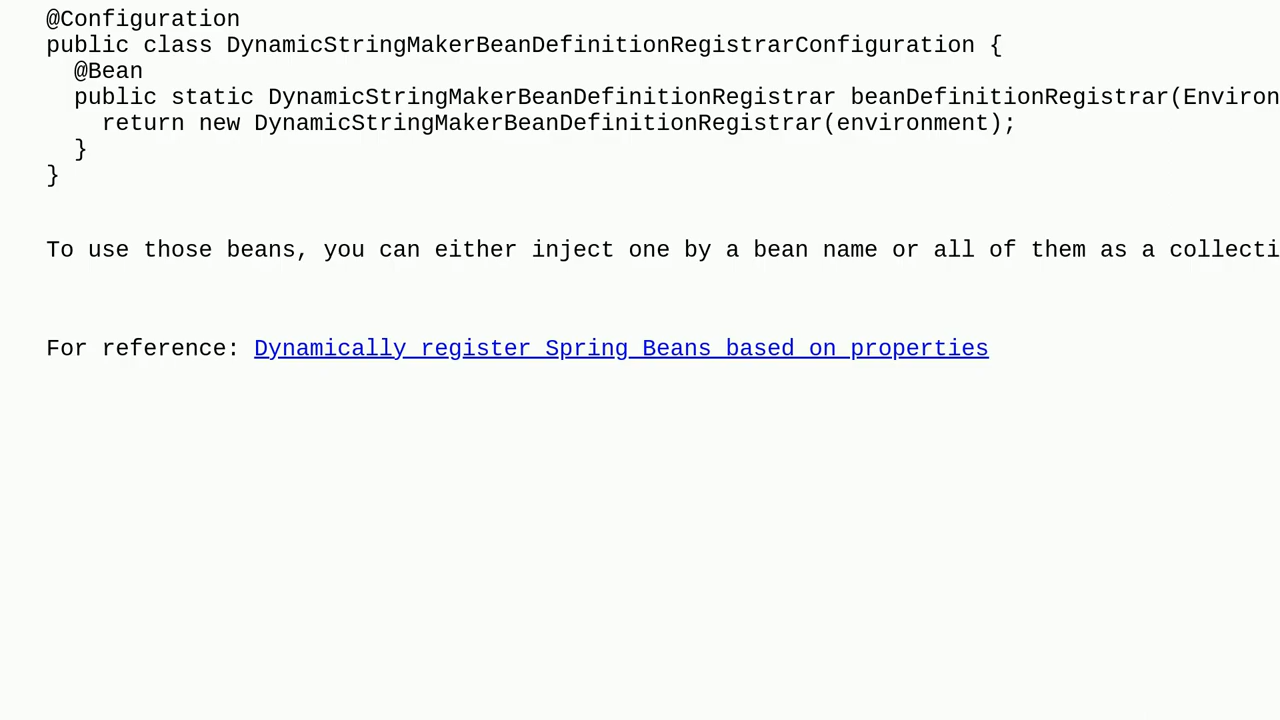 @Configuration
public class DynamicStringMakerBeanDefinitionRegistrarConfiguration {
  @Bean
  public static DynamicStringMakerBeanDefinitionRegistrar beanDefinitionRegistrar(Environ
    return new DynamicStringMakerBeanDefinitionRegistrar(environment);
  }
}
To use those beans, you can either inject one by a bean name or all of them as a collecti
For reference: Dynamically register Spring Beans based on properties